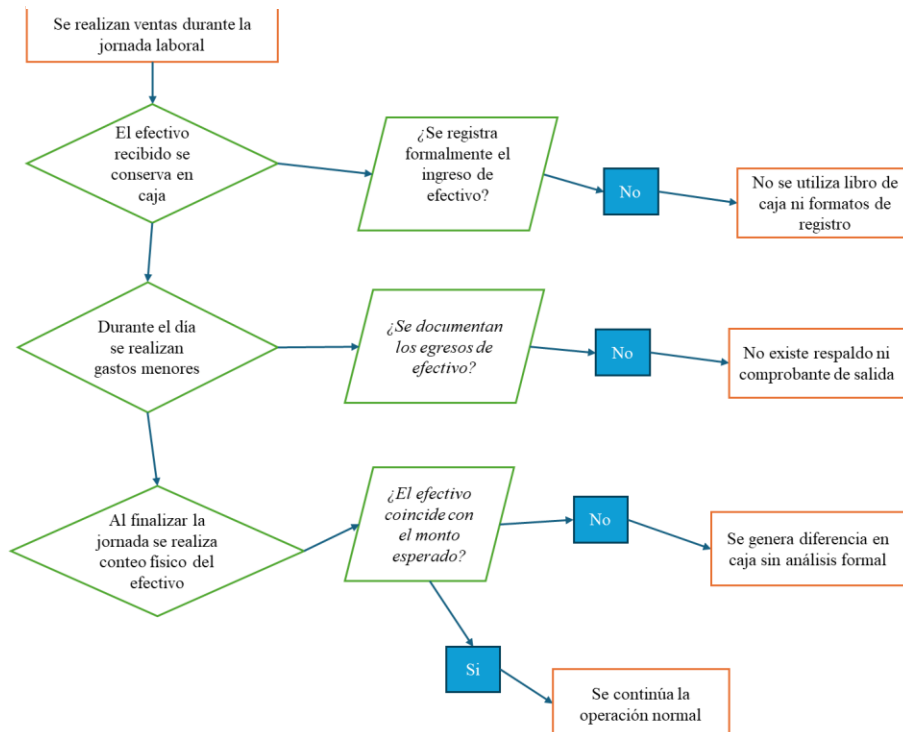 Se realizan ventas durante la
jornada laboral
El efectivo
recibido se
conserva en
caja
¿Se registra
formalmente el
ingreso de
efectivo?
No
No se utiliza libro de
caja ni formatos de
registro
Durante el día
se realizan
gastos menores
¿Se documentan
los egresos de
efectivo?
No
No existe respaldo ni
comprobante de salida
Al finalizar la
jornada se realiza
conteo físico del
efectivo
¿El efectivo
coincide con
el monto
esperado?
No
Se genera diferencia en
caja sin análisis formal
Si
Se continúa la
operación normal